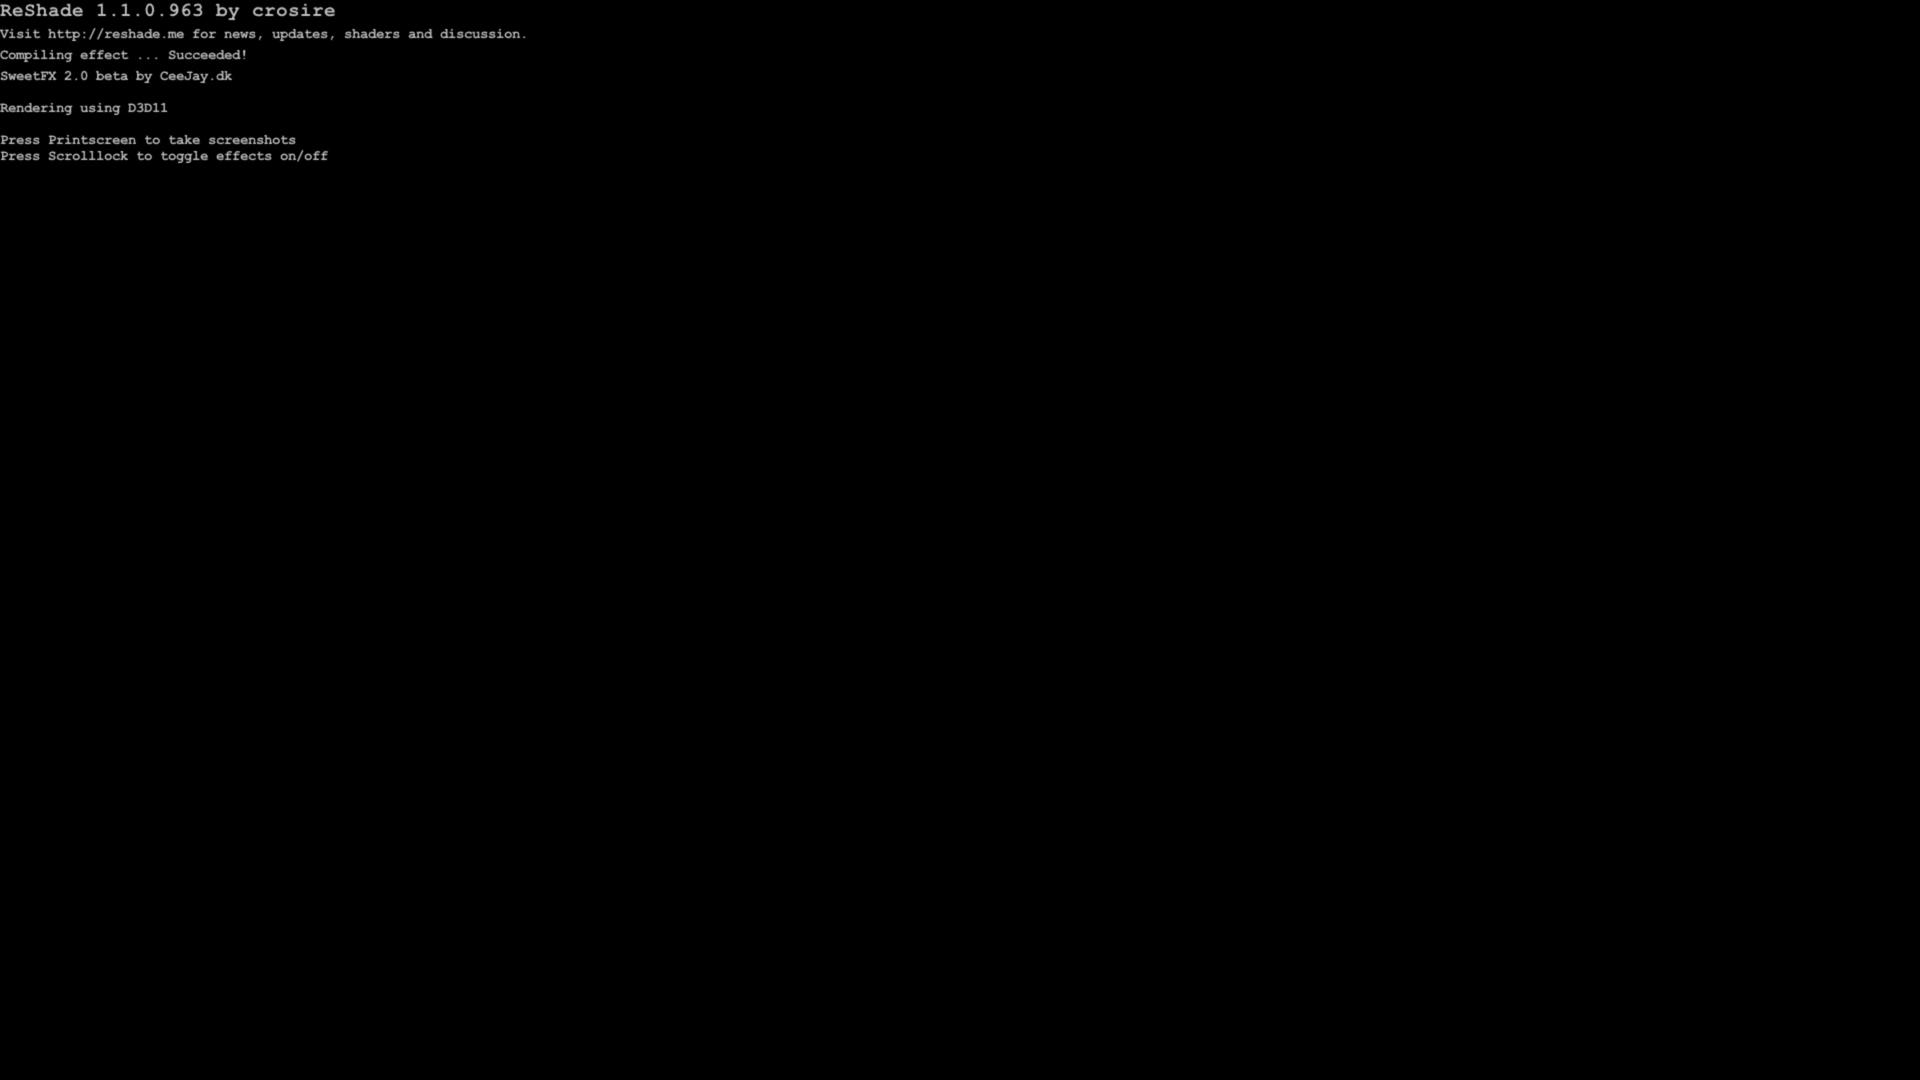 ReShade 1.1.0.963 by crosire
Visit http://reshade.me for news, updates, shaders and discussion.
Compiling effect ... Succeeded!
SweetFX 2.0 beta by CeeJay.dk
Rendering using D3D11
Press Printscreen to take screenshots
Press Scrolllock to toggle effects on/off